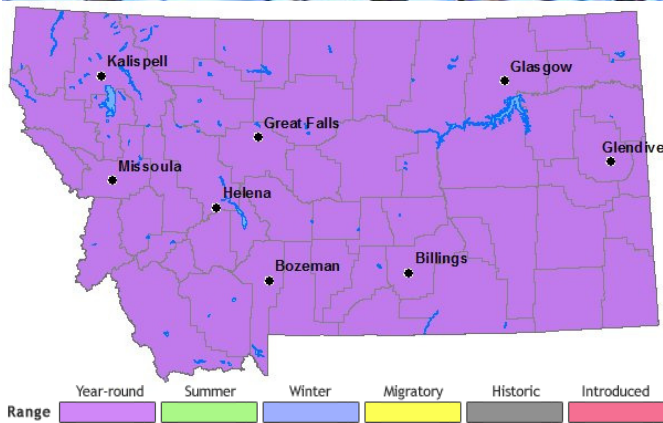 Kalispell
Glasgow
Great Falls
Glendive
Missoula
Helena
Bozeman
Billings
Year-round Summer Winter Migratory Historic Introduced
Range